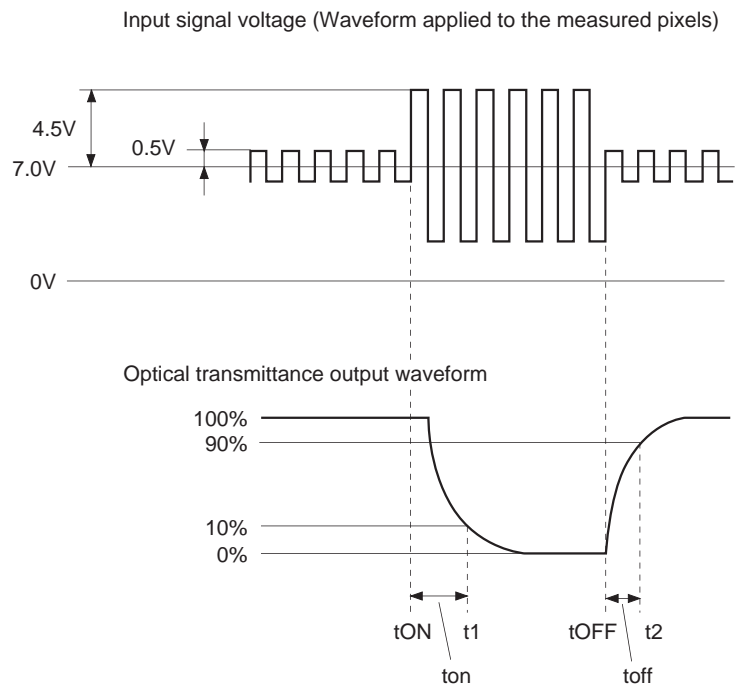 Input signal voltage (Waveform applied to the measured pixels)
4.5V
0.5V
7.0V
0V
Optical transmittance output waveform
100%
90%
10%
0%
tON t1 tOFF t2
ton toff